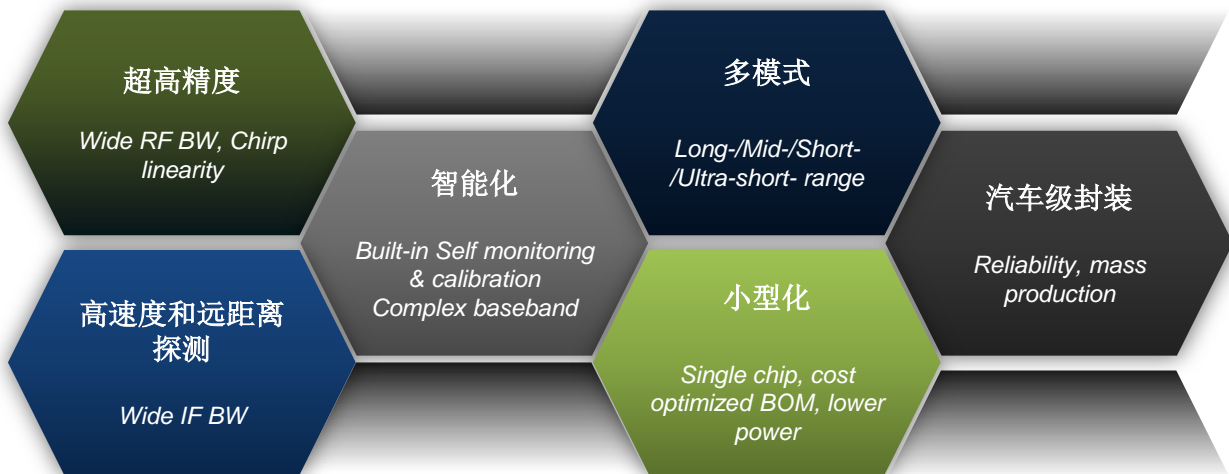 超高精度
Wide RF BW, Chirp
linearity
高速度和远距离
探测
Wide IF BW
智能化
Built-in Self monitoring
& calibration
Complex baseband
多模式
Long-/Mid-/Short-
/Ultra-short- range
小型化
Single chip, cost
optimized BOM, lower
power
汽车级封装
Reliability, mass
production